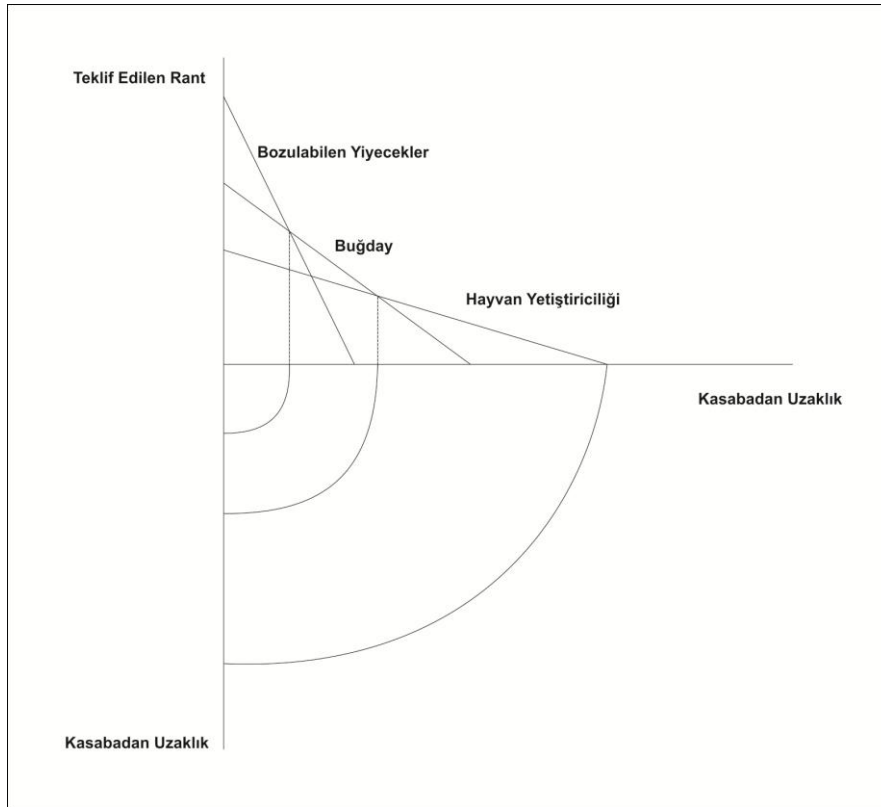 Teklif Edilen Rant
Bozulabilen Yiyecekler
Buğday
Hayvan Yetiştiriciliği
Kasabadan Uzaklık
Kasabadan Uzaklık